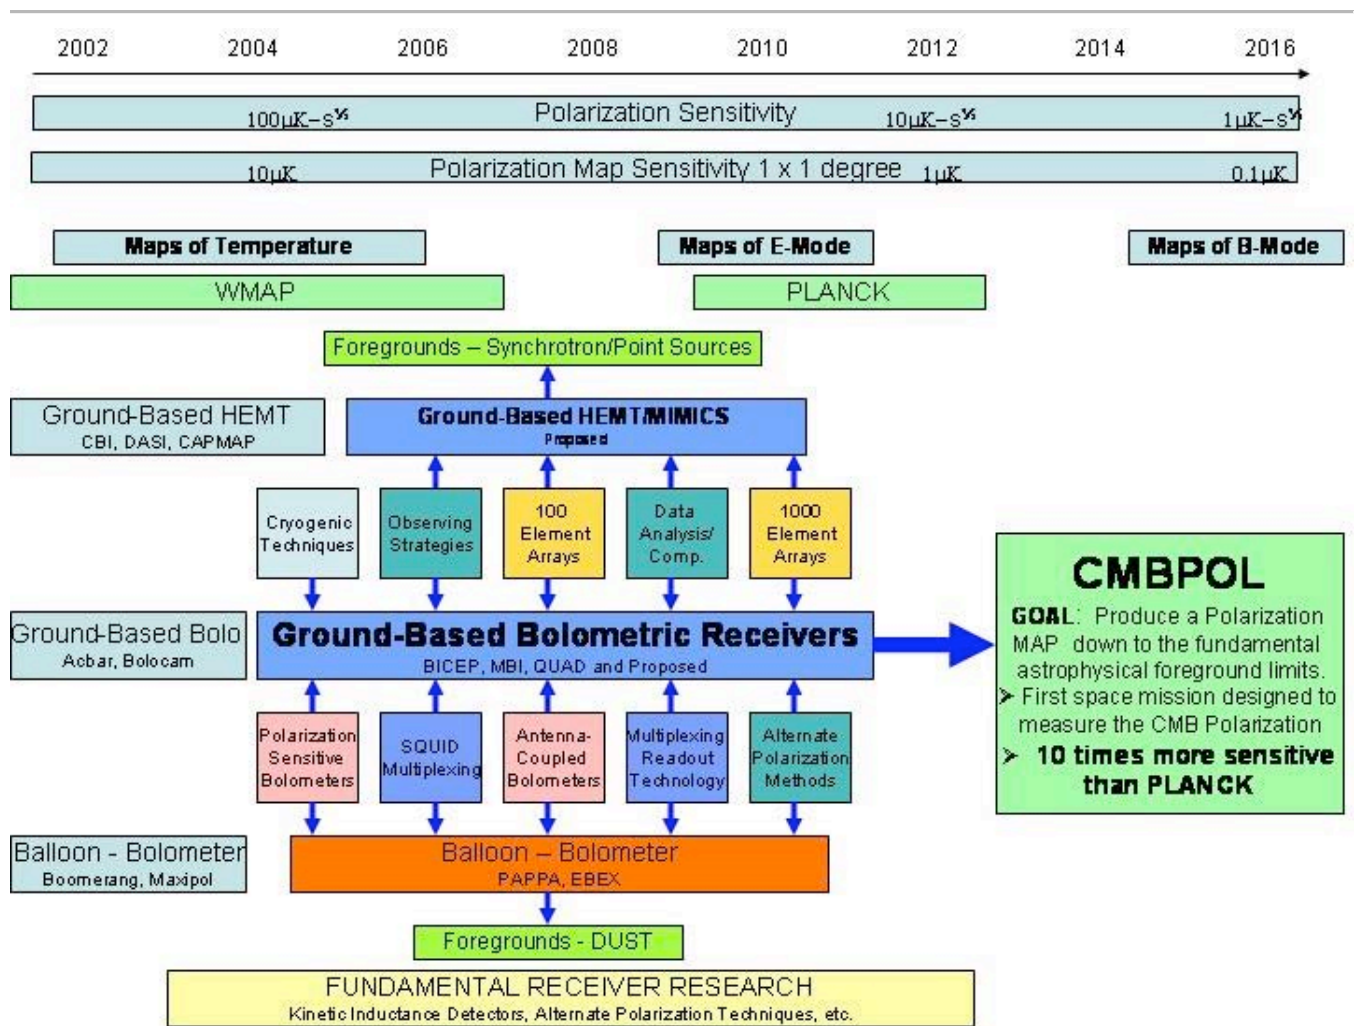 2002 2004 2006 2008 2010 2012 2014 2016
Polarization Sensitivity
100µK–s½ 10µK–s½ 1µK–s½
Polarization Map Sensitivity 1 x 1 degree
10µK 1µK 0.1µK
Maps of Temperature
Maps of E-Mode
Maps of B-Mode
WMAP
PLANCK
Foregrounds – Synchrotron/Point Sources
Ground-Based HEMT
CBI, DASI, CAPMAP
Ground-Based HEMT/MIMICS
Proposed
Cryogenic
Techniques
Observing
Strategies
100
Element
Arrays
Data
Analysis/
Comp.
1000
Element
Arrays
Ground-Based Bolo
Acbar, Bolocam
Ground-Based Bolometric Receivers
BICEP, MBI, QUAD and Proposed
CMBPOL
GOAL: Produce a Polarization
MAP down to the fundamental
astrophysical foreground limits.
➢ First space mission designed to
measure the CMB Polarization
➢ 10 times more sensitive
than PLANCK
Polarization
Sensitive
Bolometers
SQUID
Multiplexing
Antenna-
Coupled
Bolometers
Multiplexing
Readout
Technology
Alternate
Polarization
Methods
Balloon - Bolometer
Boomerang, Maxipol
Balloon – Bolometer
PAPPA, EBEX
Foregrounds - DUST
FUNDAMENTAL RECEIVER RESEARCH
Kinetic Inductance Detectors, Alternate Polarization Techniques, etc.